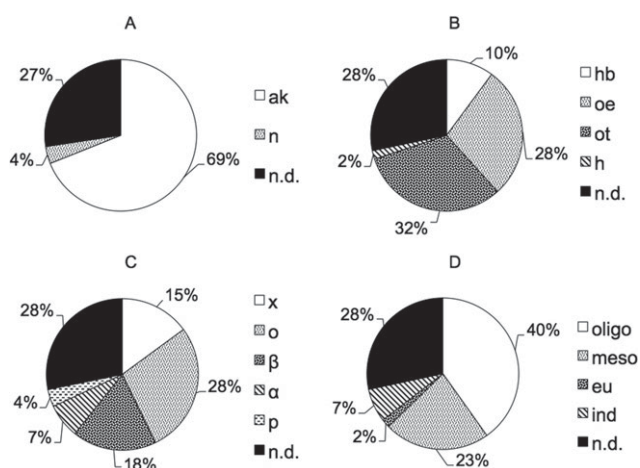 A
27%
4%
69%
ak
n
n.d.
B
10%
28%
28%
2%
32%
hb
oe
ot
h
n.d.
C
15%
28%
28%
4%
7%
18%
x
o
β
α
p
n.d.
D
28%
40%
7%
2%
23%
oligo
meso
eu
ind
n.d.